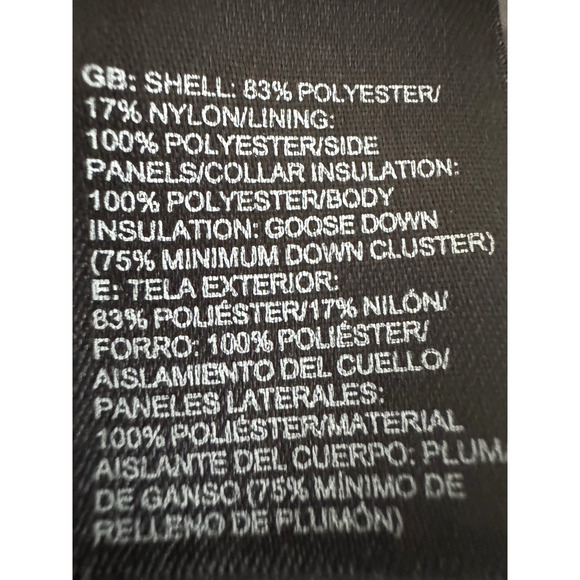 GB: SHELL: 83% POLYESTER/
17% NYLON/LINING:
100% POLYESTER/SIDE
PANELS/COLLAR INSULATION:
100% POLYESTER/BODY
INSULATION: GOOSE DOWN
(75% MINIMUM DOWN CLUSTER)
E: TELA EXTERIOR:
83% POLIÉSTER/17% NILÓN/
FORRO: 100% POLIÉSTER/
AISLAMIENTO DEL CUELLO/
PANELES LATERALES:
100% POLIÉSTER/MATERIAL
AISLANTE DEL CUERPO: PLUMA
DE GANSO (75% MÍNIMO DE
RELLENO DE PLUMÓN)